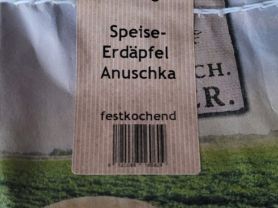 Speise-
Erdäpfel
Anuschka
festkochend
CH.
R.